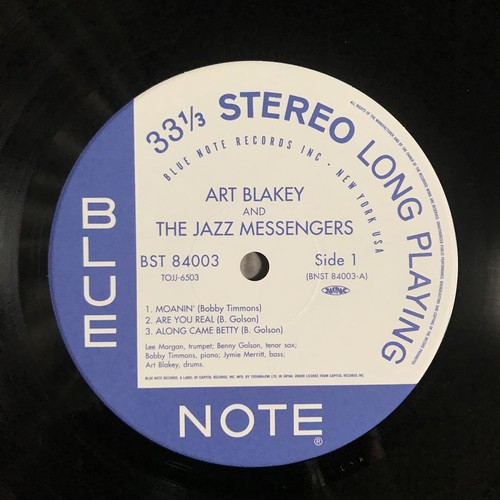 33 1/3 STEREO LONG PLAYING
BLUE NOTE RECORDS INC · NEW YORK USA
ART BLAKEY
AND
THE JAZZ MESSENGERS
BST 84003
TOJJ-6503
Side 1
(BNST 84003-A)
1. MOANIN' (Bobby Timmons)
2. ARE YOU REAL (B. Golson)
3. ALONG CAME BETTY (B. Golson)
Lee Morgan, trumpet; Benny Golson, tenor sax;
Bobby Timmons, piano; Jymie Merritt, bass;
Art Blakey, drums.
BLUE
NOTE
®